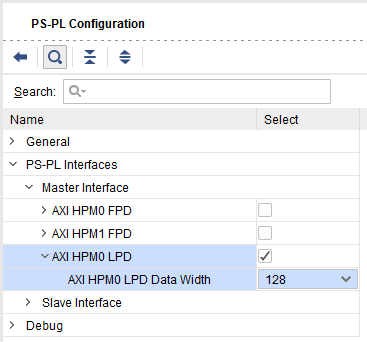 PS-PL Configuration
Search:
Name Select
General
PS-PL Interfaces
Master Interface
AXI HPM0 FPD
AXI HPM1 FPD
AXI HPM0 LPD
AXI HPM0 LPD Data Width 128
Slave Interface
Debug